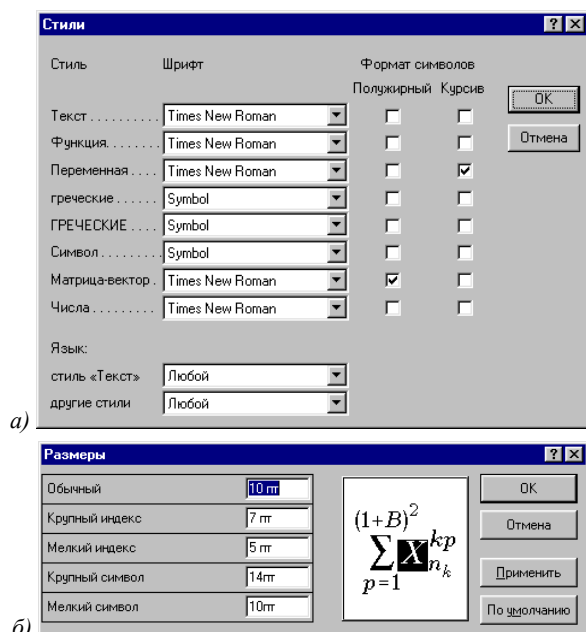 Стили
Стиль Шрифт Формат символов
Полужирный Курсив
OK
Текст . . . . . . . . . . Times New Roman
Отмена
Функция. . . . . . . . Times New Roman
Переменная . . . . Times New Roman
греческие . . . . . . Symbol
ГРЕЧЕСКИЕ . . . . Symbol
Символ . . . . . . . . . Symbol
Матрица-вектор . Times New Roman
Числа . . . . . . . . . Times New Roman
Язык:
стиль «Текст» Любой
другие стили Любой
а)
Размеры
Обычный 10 пт
OK
Крупный индекс 7 пт
Отмена
Мелкий индекс 5 пт
Крупный символ 14пт
Применить
Мелкий символ 10пт
По умолчанию
(1+B)²
∑ X kp
n k
p=1
б)